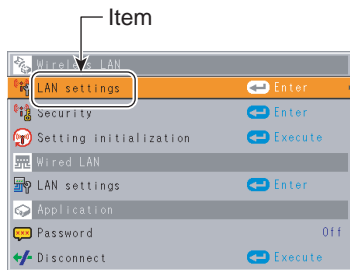 Item
Wireless LAN
LAN settings Enter
Security Enter
Setting initialization Execute
Wired LAN
LAN settings Enter
Application
Password Off
Disconnect Execute